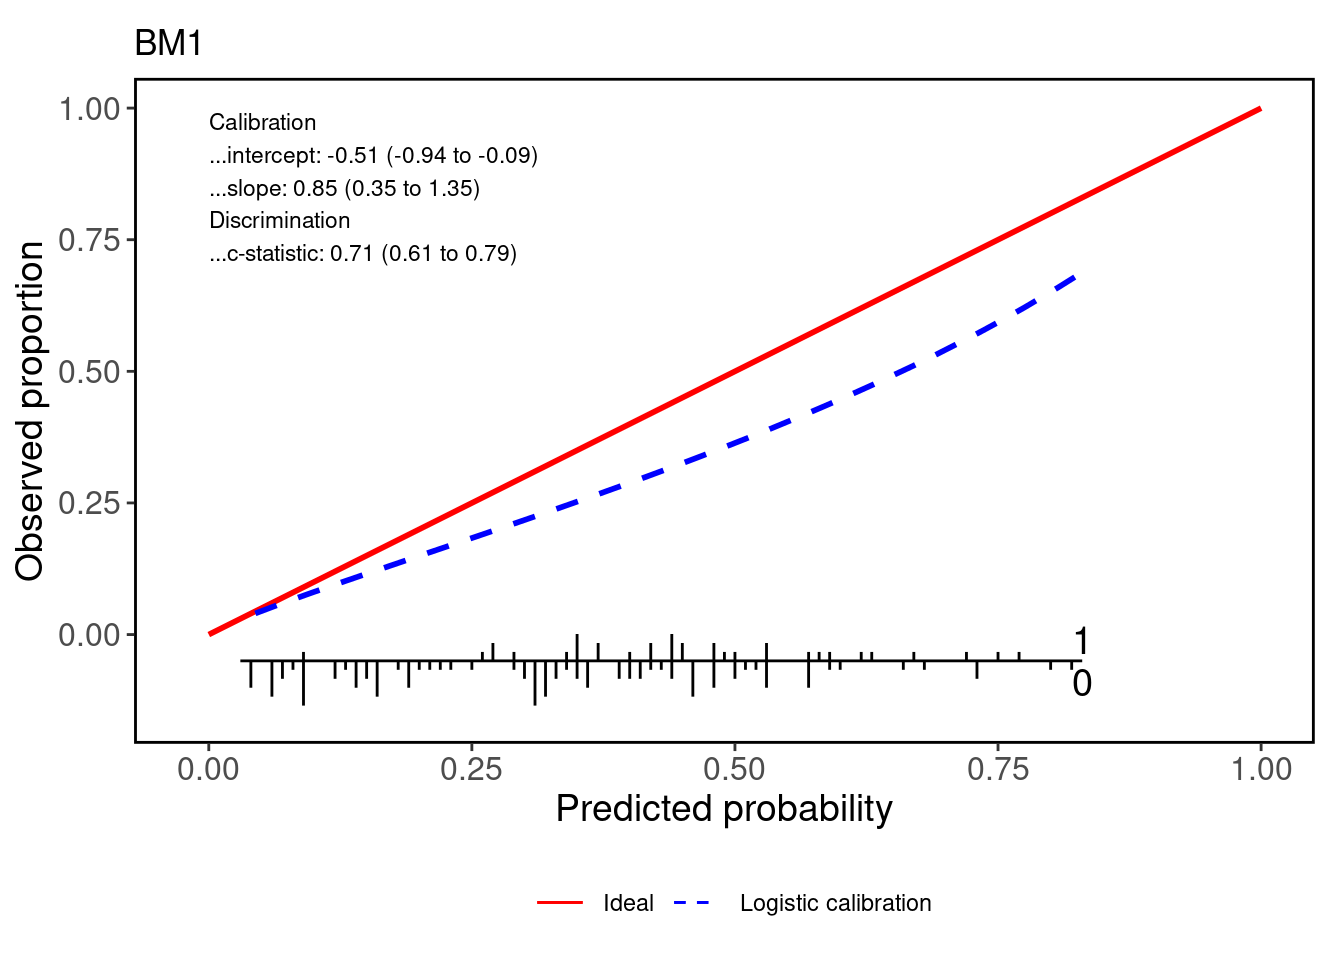 BM1
Calibration
...intercept: -0.51 (-0.94 to -0.09)
...slope: 0.85 (0.35 to 1.35)
Discrimination
...c-statistic: 0.71 (0.61 to 0.79)
Observed proportion
1.00
0.75
0.50
0.25
0.00
1
0
0.00 0.25 0.50 0.75 1.00
Predicted probability
Ideal Logistic calibration